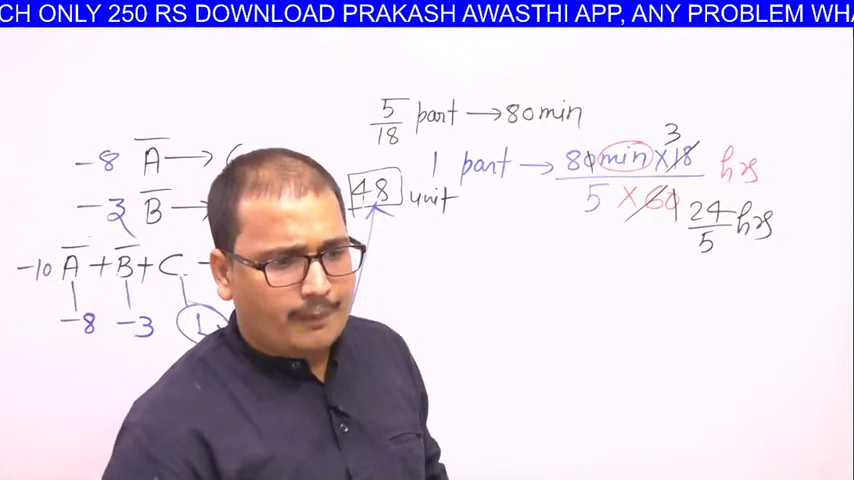 CH ONLY 250 RS DOWNLOAD PRAKASH AWASTHI APP, ANY PROBLEM WHA
5/18 part → 80 min
1 part → 80 min × 18 / 5 × 60 hrs
3
24/5 hrs
48 unit
-8 A →
-3 B →
-10 A + B + C -
-8 -3 1